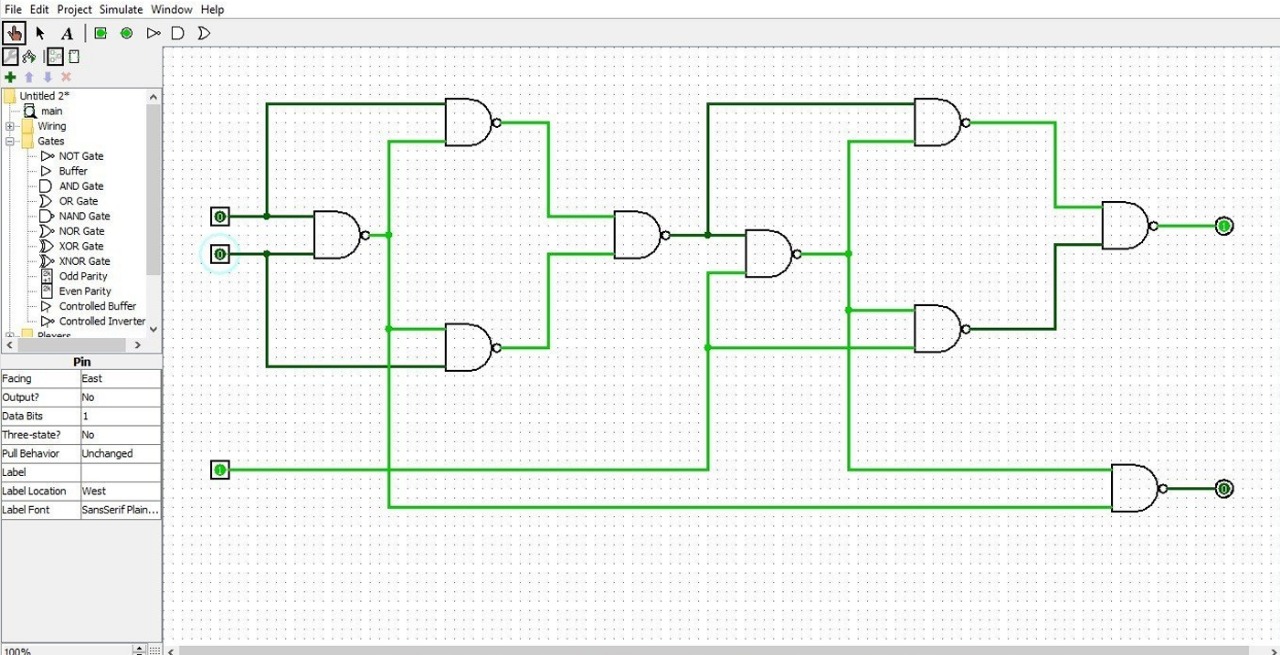 File Edit Project Simulate Window Help
A
Untitled 2*
main
Wiring
Gates
NOT Gate
Buffer
AND Gate
OR Gate
NAND Gate
NOR Gate
XOR Gate
XNOR Gate
Odd Parity
Even Parity
Controlled Buffer
Controlled Inverter
Plexers
Pin
Facing East
Output? No
Data Bits 1
Three-state? No
Pull Behavior Unchanged
Label
Label Location West
Label Font SansSerif Plain...
100%
0
0
1
1
0